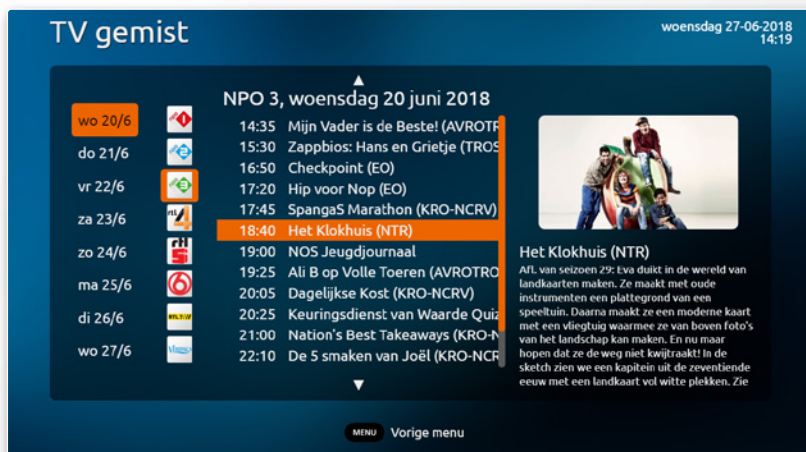 TV gemist
woensdag 27-06-2018
14:19
NPO 3, woensdag 20 juni 2018
wo 20/6
do 21/6
vr 22/6
za 23/6
zo 24/6
ma 25/6
di 26/6
wo 27/6
1
2
3
rtl 4
rtl 5
6
14:35 Mijn Vader is de Beste! (AVROTR
15:30 Zappbios: Hans en Grietje (TROS
16:50 Checkpoint (EO)
17:20 Hip voor Nop (EO)
17:45 SpangaS Marathon (KRO-NCRV)
18:40 Het Klokhuis (NTR)
19:00 NOS Jeugdjournaal
19:25 Ali B op Volle Toeren (AVROTRO
20:05 Dagelijkse Kost (KRO-NCRV)
20:25 Keuringsdienst van Waarde Quiz
21:00 Nation's Best Takeaways (KRO-N
22:10 De 5 smaken van Joël (KRO-NCR
Het Klokhuis (NTR)
Afl. van seizoen 29: Eva duikt in de wereld van
landkaarten maken. Ze maakt met oude
instrumenten een plattegrond van een
speeltuin. Daarna maakt ze een moderne kaart
met een vliegtuig waarmee ze van boven foto's
van het landschap kan maken. En nu maar
hopen dat ze de weg niet kwijtraakt! In de
sketch zien we een kapitein uit de zeventiende
eeuw met een landkaart vol witte plekken. Zie
MENU Vorige menu